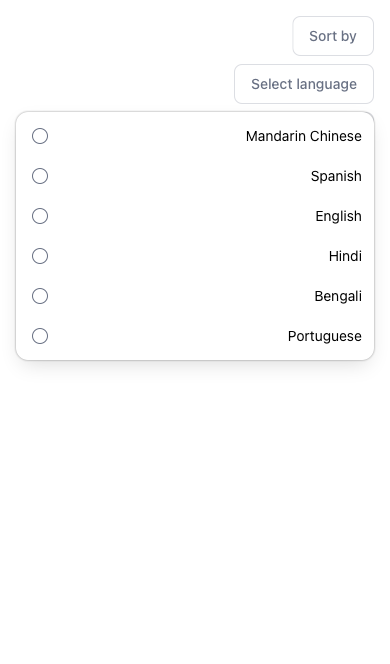 Sort by
Select language
Mandarin Chinese
Spanish
English
Hindi
Bengali
Portuguese